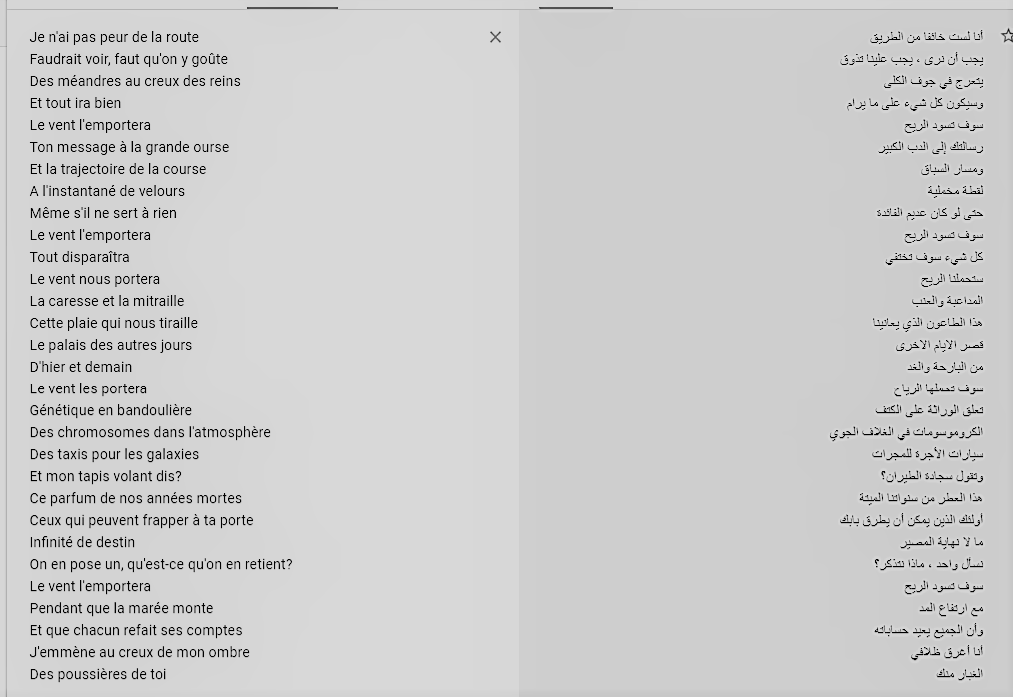 Je n'ai pas peur de la route
Faudrait voir, faut qu'on y goûte
Des méandres au creux des reins
Et tout ira bien
Le vent l'emportera
Ton message à la grande ourse
Et la trajectoire de la course
A l'instantané de velours
Même s'il ne sert à rien
Le vent l'emportera
Tout disparaîtra
Le vent nous portera
La caresse et la mitraille
Cette plaie qui nous tiraille
Le palais des autres jours
D'hier et demain
Le vent les portera
Génétique en bandoulière
Des chromosomes dans l'atmosphère
Des taxis pour les galaxies
Et mon tapis volant dis?
Ce parfum de nos années mortes
Ceux qui peuvent frapper à ta porte
Infinité de destin
On en pose un, qu'est-ce qu'on en retient?
Le vent l'emportera
Pendant que la marée monte
Et que chacun refait ses comptes
J'emmène au creux de mon ombre
Des poussières de toi
أنا لست خائفا من الطريق
يجب أن نرى ، يجب علينا تذوق
يتعرج في جوف الكلى
وسيكون كل شيء على ما يرام
سوف تسود الريح
رسالتك إلى الدب الكبير
ومسار السباق
لقطة مخملية
حتى لو كان عديم الفائدة
سوف تسود الريح
كل شيء سوف تختفي
ستحملنا الريح
المداعبة والعنب
هذا الطاعون الذي يعانينا
قصر الايام الاخرى
من البارحة والغد
سوف تحملها الرياح
تعلق الوراثة على الكتف
الكروموسومات في الغلاف الجوي
سيارات الأجرة للمجرات
وتقول سجادة الطيران؟
هذا العطر من سنواتنا الميتة
أولئك الذين يمكن أن يطرق بابك
ما لا نهاية المصير
نسأل واحد ، ماذا نتذكر؟
سوف تسود الريح
مع ارتفاع المد
وأن الجميع يعيد حساباته
أنا أغرق ظلافي
الغبار منك